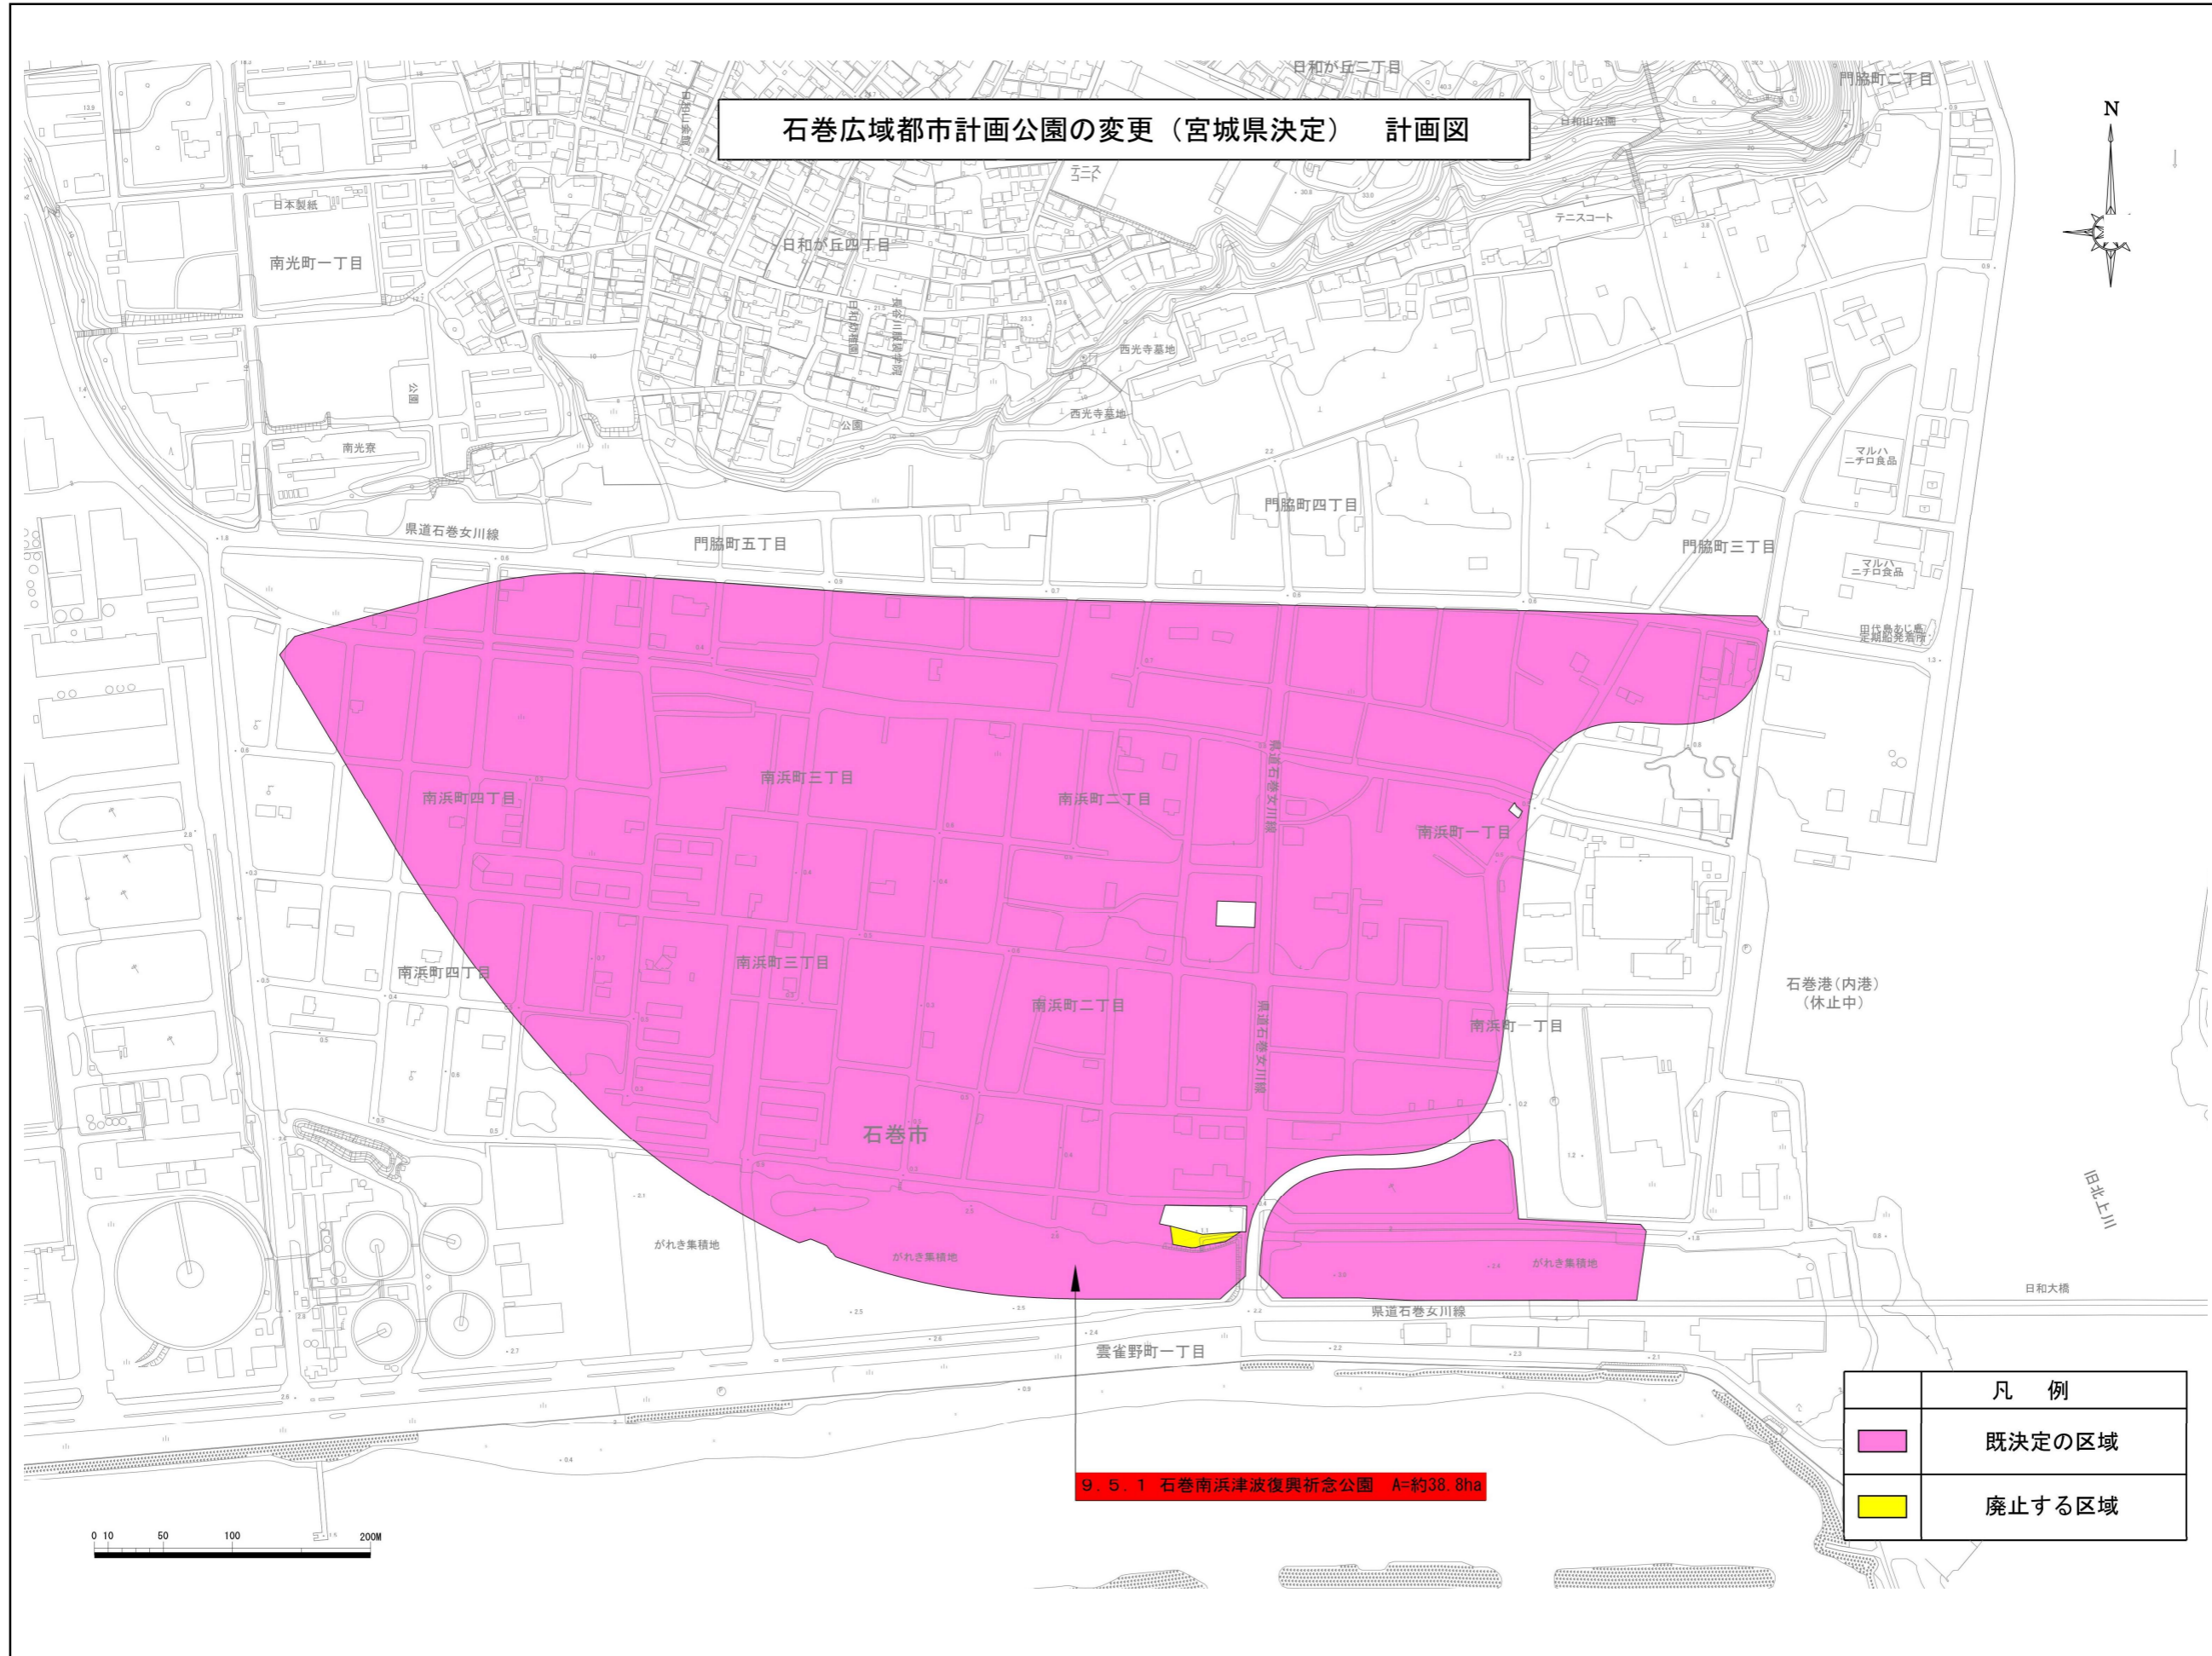 石巻広域都市計画公園の変更（宮城県決定）　計画図
N
日和が丘二丁目
門脇町二丁目
日和山公園
テニス
コート
テニスコート
日本製紙
南光町一丁目
日和が丘四丁目
日和幼稚園
西光寺墓地
西光寺墓地
公園
公園
南光寮
マルハ
ニチロ食品
県道石巻女川線
門脇町五丁目
門脇町四丁目
門脇町三丁目
マルハ
ニチロ食品
田代島あじ島
定期船発着所
南浜町四丁目
南浜町三丁目
南浜町二丁目
県道石巻女川線
南浜町一丁目
南浜町四丁目
南浜町三丁目
南浜町二丁目
県道石巻女川線
南浜町一丁目
石巻港(内港)
(休止中)
石巻市
旧北上川
がれき集積地
がれき集積地
がれき集積地
日和大橋
県道石巻女川線
雲雀野町一丁目
9．5．1　石巻南浜津波復興祈念公園　A=約38.8ha
凡　例
既決定の区域
廃止する区域
0 10 50 100 200M